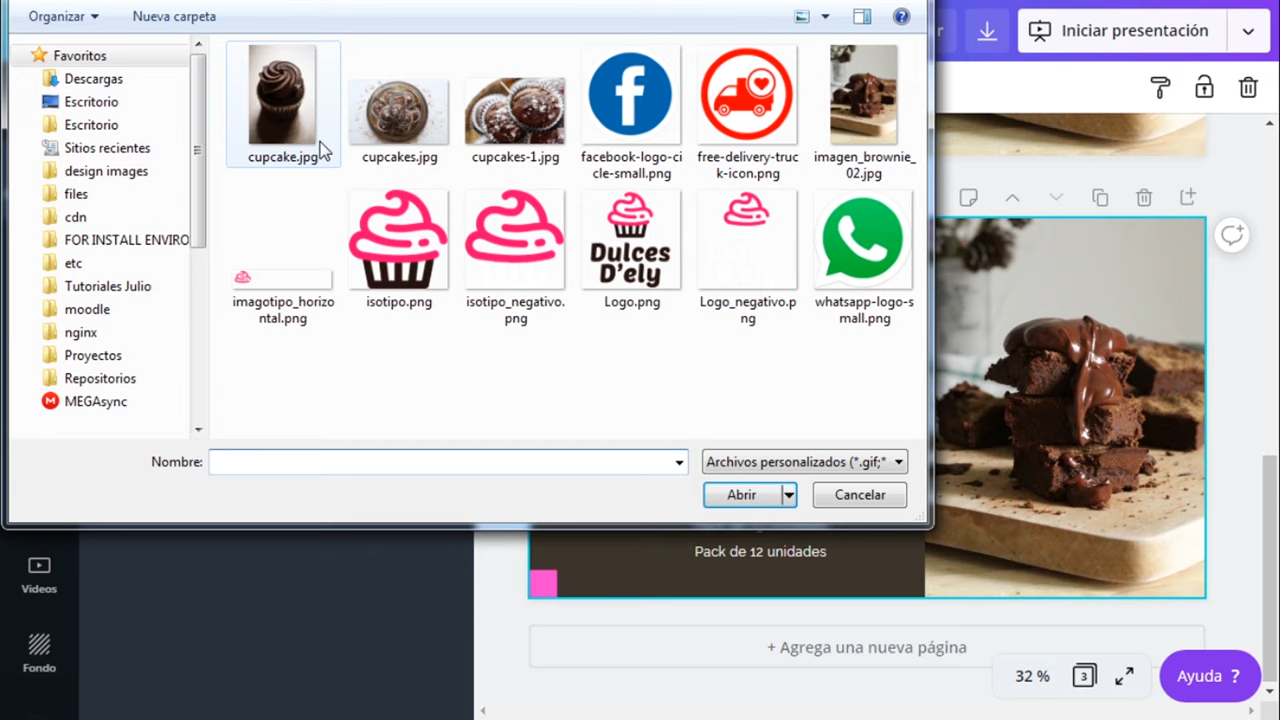 Organizar
Nueva carpeta
Iniciar presentación
Favoritos
Descargas
Escritorio
Escritorio
Sitios recientes
design images
files
cdn
FOR INSTALL ENVIRO
etc
Tutoriales Julio
moodle
nginx
Proyectos
Repositorios
MEGAsync
cupcake.jpg
cupcakes.jpg
cupcakes-1.jpg
facebook-logo-ci
cle-small.png
free-delivery-truc
k-icon.png
imagen_brownie_
02.jpg
Dulces
D'ely
imagotipo_horizo
ntal.png
isotipo.png
isotipo_negativo.
png
Logo.png
Logo_negativo.p
ng
whatsapp-logo-s
mall.png
Nombre:
Archivos personalizados (*.gif;*
Abrir
Cancelar
Pack de 12 unidades
Videos
Fondo
+ Agrega una nueva página
32 %
3
Ayuda ?